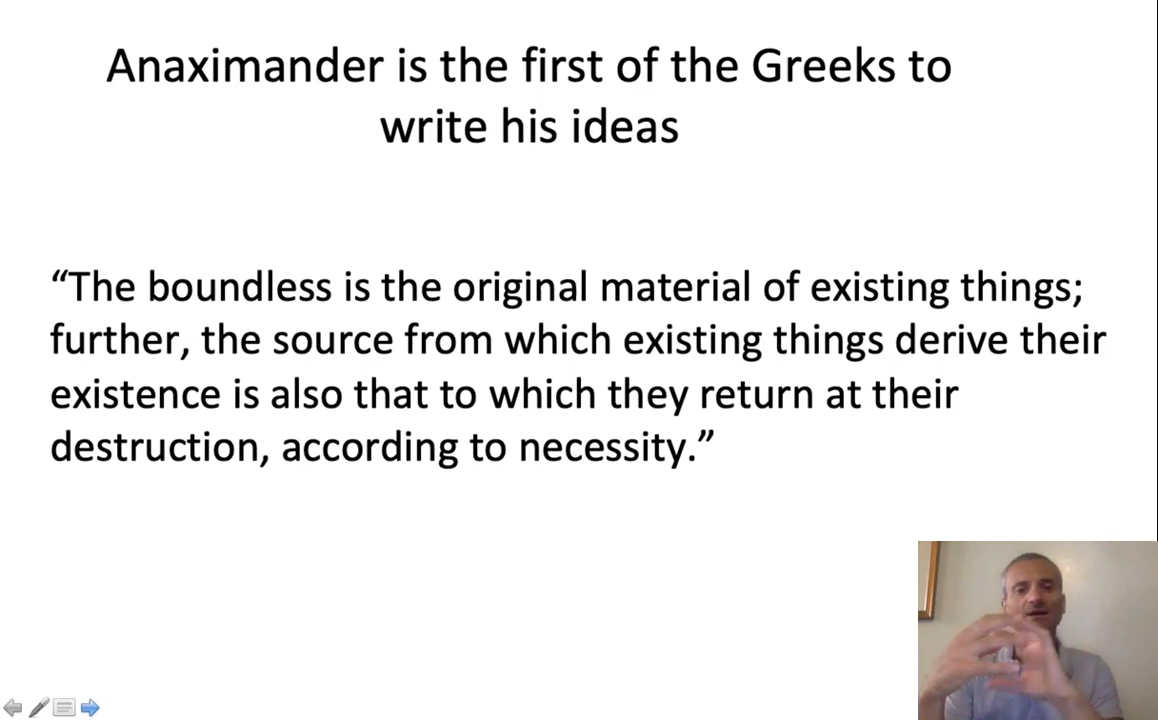 Anaximander is the first of the Greeks to
write his ideas
“The boundless is the original material of existing things;
further, the source from which existing things derive their
existence is also that to which they return at their
destruction, according to necessity.”